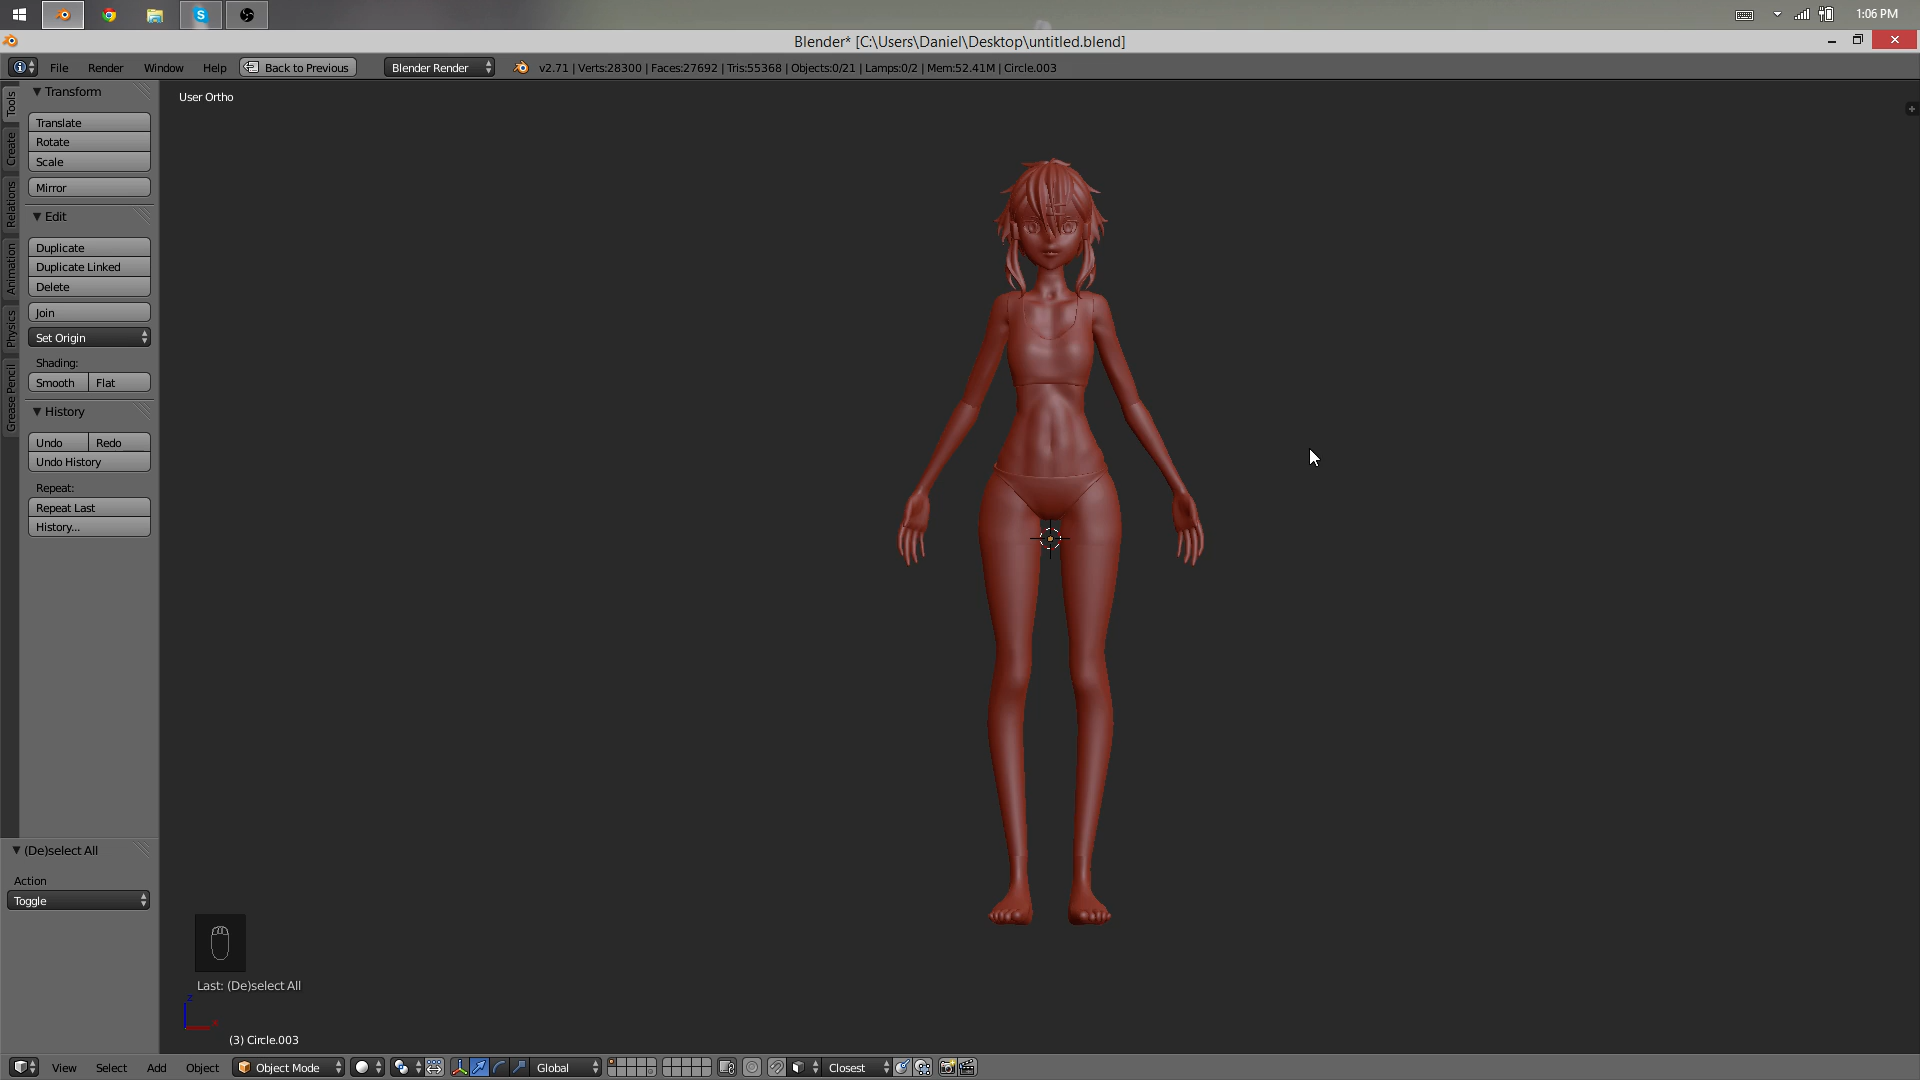 1:06 PM
Blender* [C:\Users\Daniel\Desktop\untitled.blend]
File Render Window Help Back to Previous Blender Render v2.71 | Verts:28300 | Faces:27692 | Tris:55368 | Objects:0/21 | Lamps:0/2 | Mem:52.41M | Circle.003
Tools
Create
Relations
Animation
Physics
Grease Pencil
Transform
Translate
Rotate
Scale
Mirror
Edit
Duplicate
Duplicate Linked
Delete
Join
Set Origin
Shading:
Smooth Flat
History
Undo Redo
Undo History
Repeat:
Repeat Last
History...
(De)select All
Action
Toggle
User Ortho
Last: (De)select All
z
(3) Circle.003
View Select Add Object Object Mode Global Closest